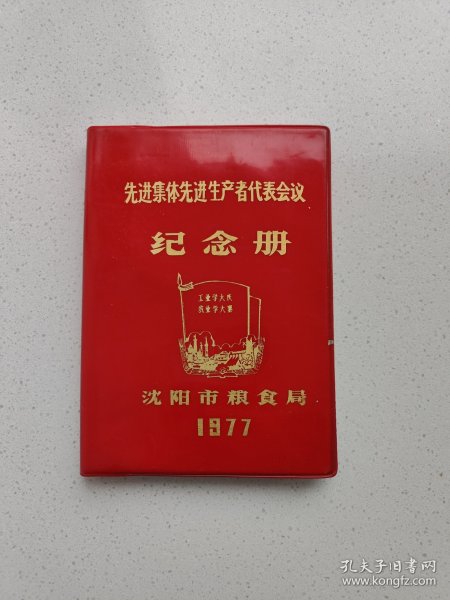 先进集体先进生产者代表会议
纪念册
工业学大庆
农业学大寨
沈阳市粮食局
1977
孔夫子旧书网
www.kongfz.com